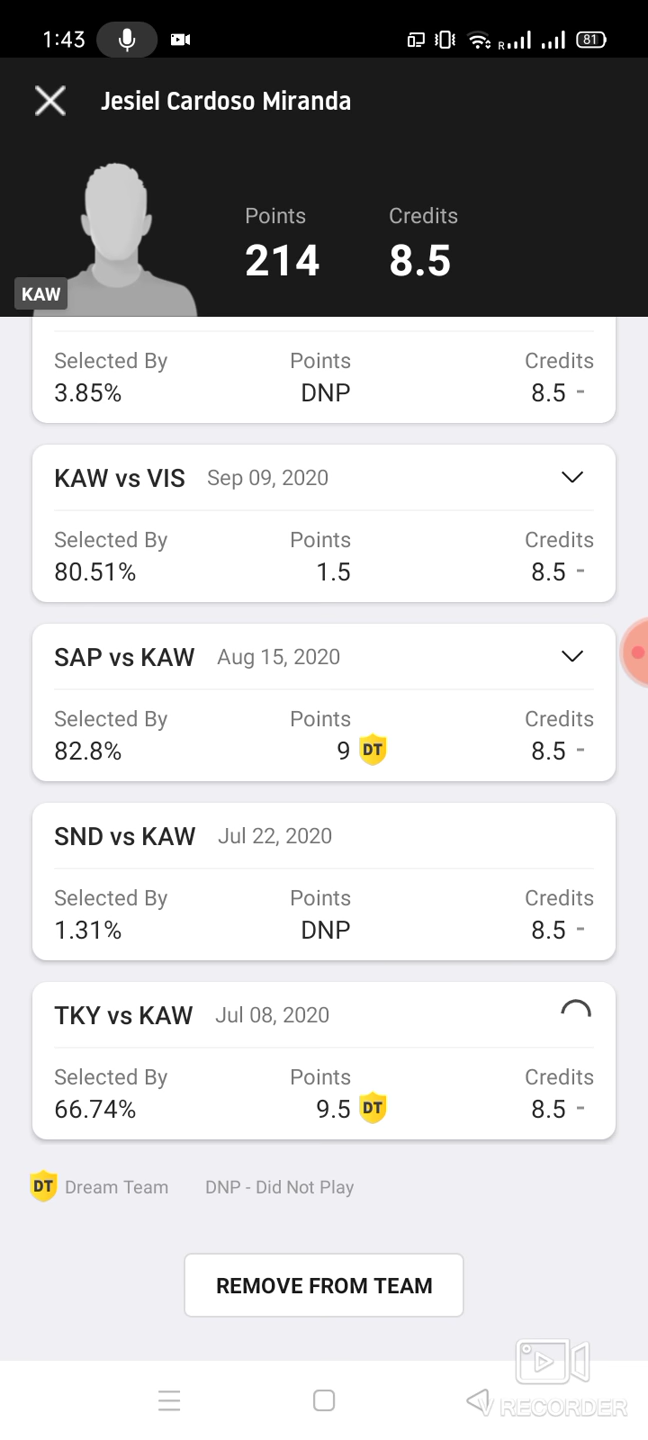 1:43 R 81
Jesiel Cardoso Miranda
Points Credits
214 8.5
KAW
Selected By Points Credits
3.85% DNP 8.5 -
KAW vs VIS Sep 09, 2020
Selected By Points Credits
80.51% 1.5 8.5 -
SAP vs KAW Aug 15, 2020
Selected By Points Credits
82.8% 9 DT 8.5 -
SND vs KAW Jul 22, 2020
Selected By Points Credits
1.31% DNP 8.5 -
TKY vs KAW Jul 08, 2020
Selected By Points Credits
66.74% 9.5 DT 8.5 -
DT Dream Team DNP - Did Not Play
REMOVE FROM TEAM
V RECORDER